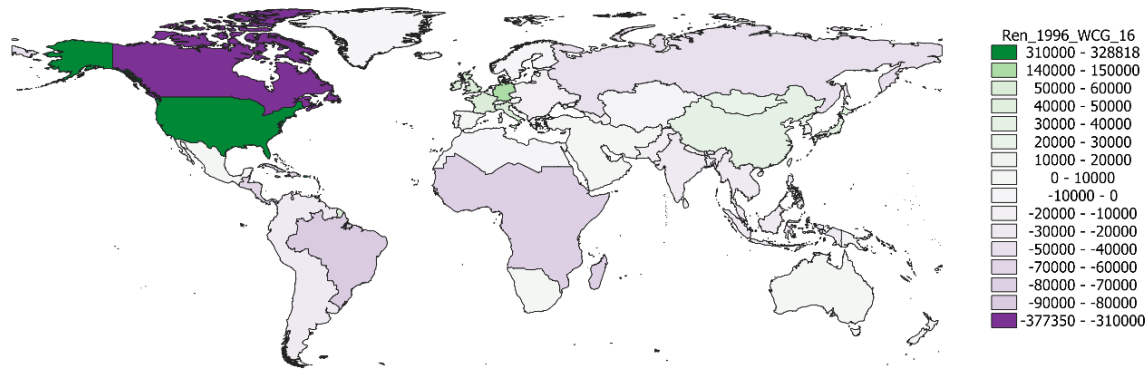 Ren_1996_WCG_16
310000 - 328818
140000 - 150000
50000 - 60000
40000 - 50000
30000 - 40000
20000 - 30000
10000 - 20000
0 - 10000
-10000 - 0
-20000 - -10000
-30000 - -20000
-50000 - -40000
-70000 - -60000
-80000 - -70000
-90000 - -80000
-377350 - -310000